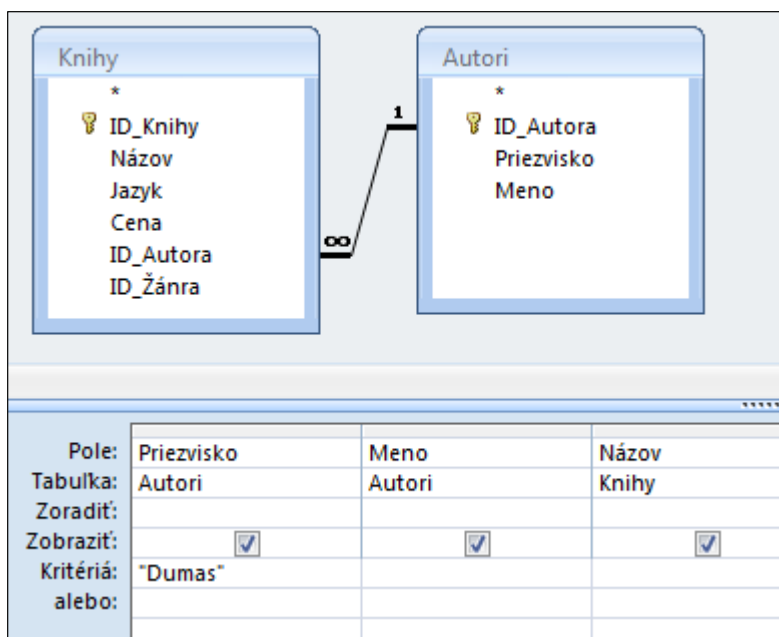 Knihy
*
ID_Knihy
Názov
Jazyk
Cena
ID_Autora
ID_Žánra
1
∞
Autori
*
ID_Autora
Priezvisko
Meno
Pole: Priezvisko Meno Názov
Tabuľka: Autori Autori Knihy
Zoradiť:
Zobraziť:
Kritériá: "Dumas"
alebo: